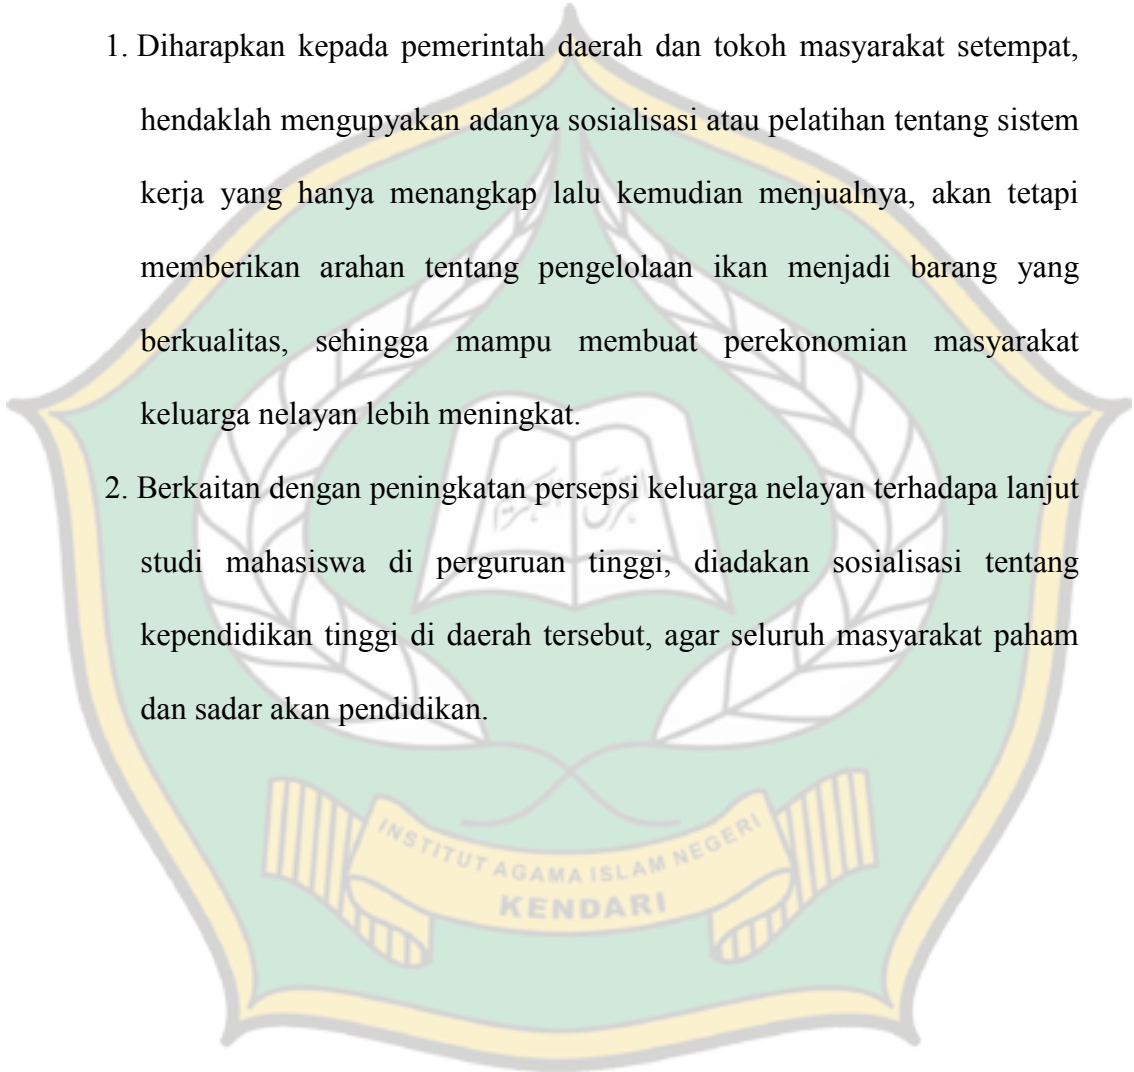 1. Diharapkan kepada pemerintah daerah dan tokoh masyarakat setempat,
hendaklah mengupyakan adanya sosialisasi atau pelatihan tentang sistem
kerja yang hanya menangkap lalu kemudian menjualnya, akan tetapi
memberikan arahan tentang pengelolaan ikan menjadi barang yang
berkualitas, sehingga mampu membuat perekonomian masyarakat
keluarga nelayan lebih meningkat.
2. Berkaitan dengan peningkatan persepsi keluarga nelayan terhadapa lanjut
studi mahasiswa di perguruan tinggi, diadakan sosialisasi tentang
kependidikan tinggi di daerah tersebut, agar seluruh masyarakat paham
dan sadar akan pendidikan.
INSTITUT AGAMA ISLAM NEGERI
KENDARI